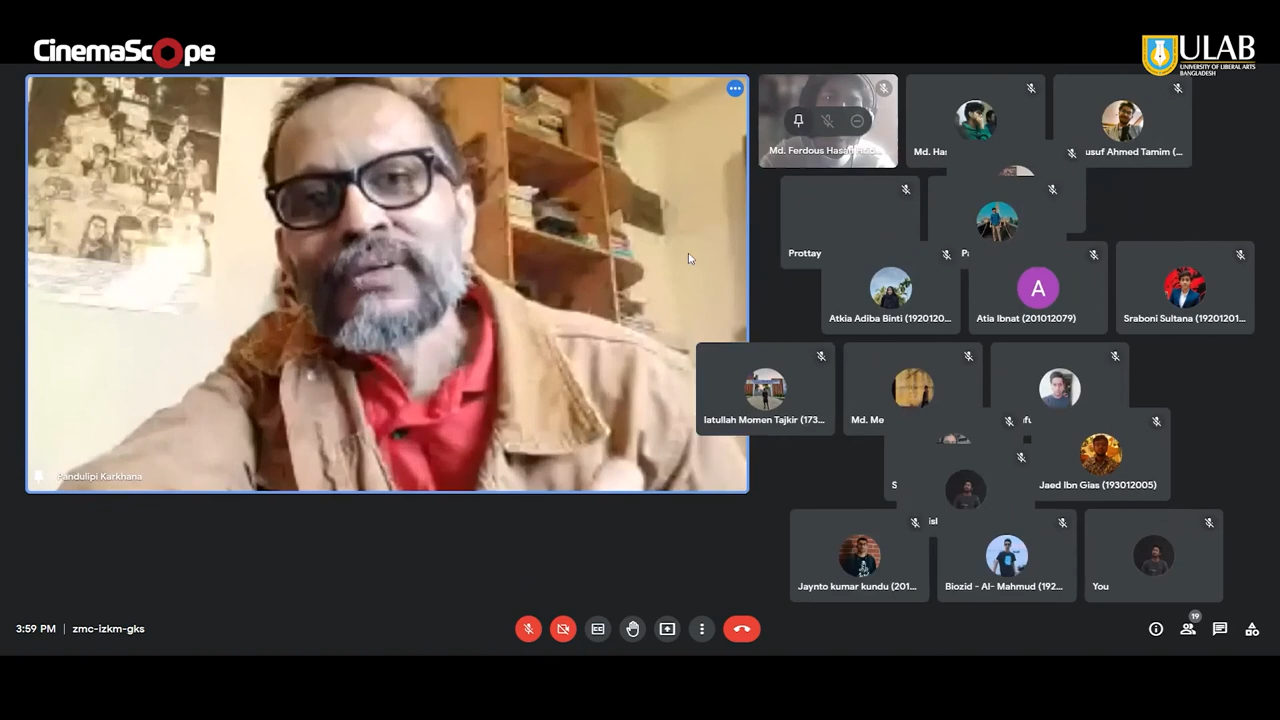 CinemaScope
ULAB
UNIVERSITY OF LIBERAL ARTS
BANGLADESH
Md. Ferdous Hasan
Md. Has
usuf Ahmed Tamim (...
Prottay
Atkia Adiba Binti (1920120...
A
Atia Ibnat (201012079)
Sraboni Sultana (19201201...
latullah Momen Tajkir (173...
Md. Me
S
Jaed Ibn Gias (193012005)
isl
Jaynto kumar kundu (201...
Biozid - Al- Mahmud (192...
You
Pandulipi Karkhana
3:59 PM | zmc-izkm-gks
19